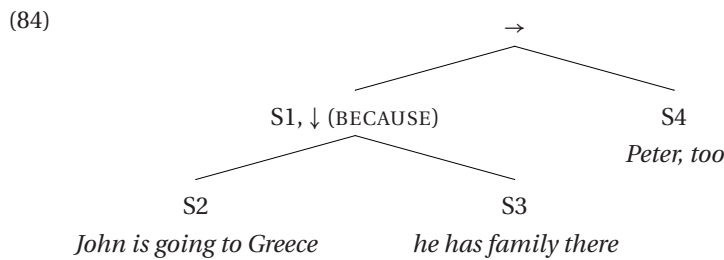 (84)
→
S1, ↓ (BECAUSE)
S4
Peter, too
S2
S3
John is going to Greece
he has family there